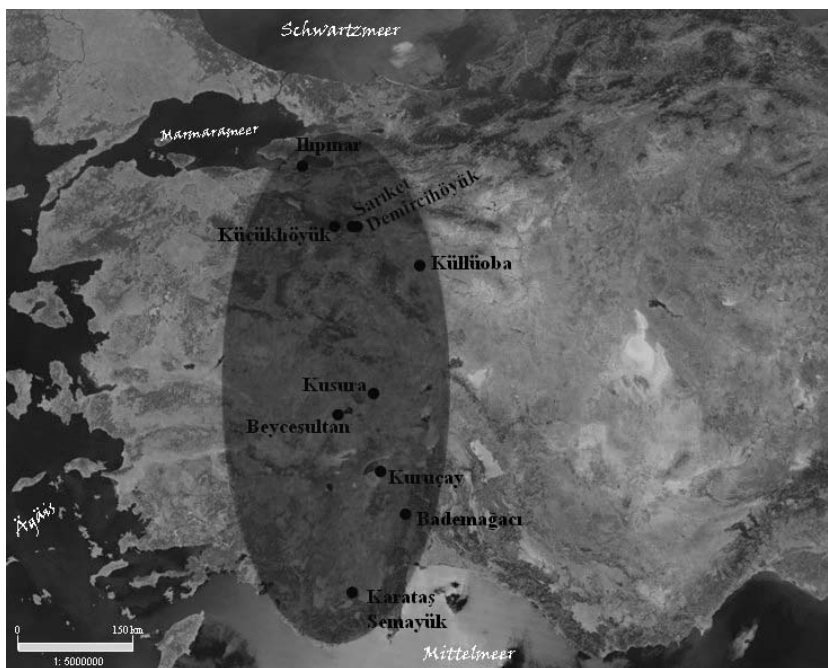 Schwartzmeer
Marmarameer
Ilıpınar
Sarıket
Demircihöyük
Küçükhöyük
Küllüoba
Kusura
Beycesultan
Kuruçay
Bademağacı
Ägäis
Karataş
Semayük
0 150 km
1: 5000000
Mittelmeer